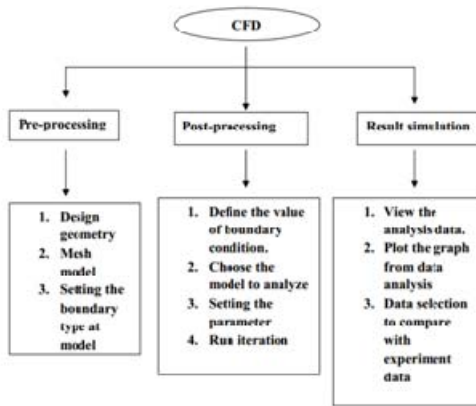 CFD
Pre-processing
Post-processing
Result simulation
1. Design
geometry
2. Mesh
model
3. Setting the
boundary
type at
model
1. Define the value
of boundary
condition.
2. Choose the
model to analyze
3. Setting the
parameter
4. Run iteration
1. View the
analysis data.
2. Plot the graph
from data
analysis
3. Data selection
to compare
with
experiment
data